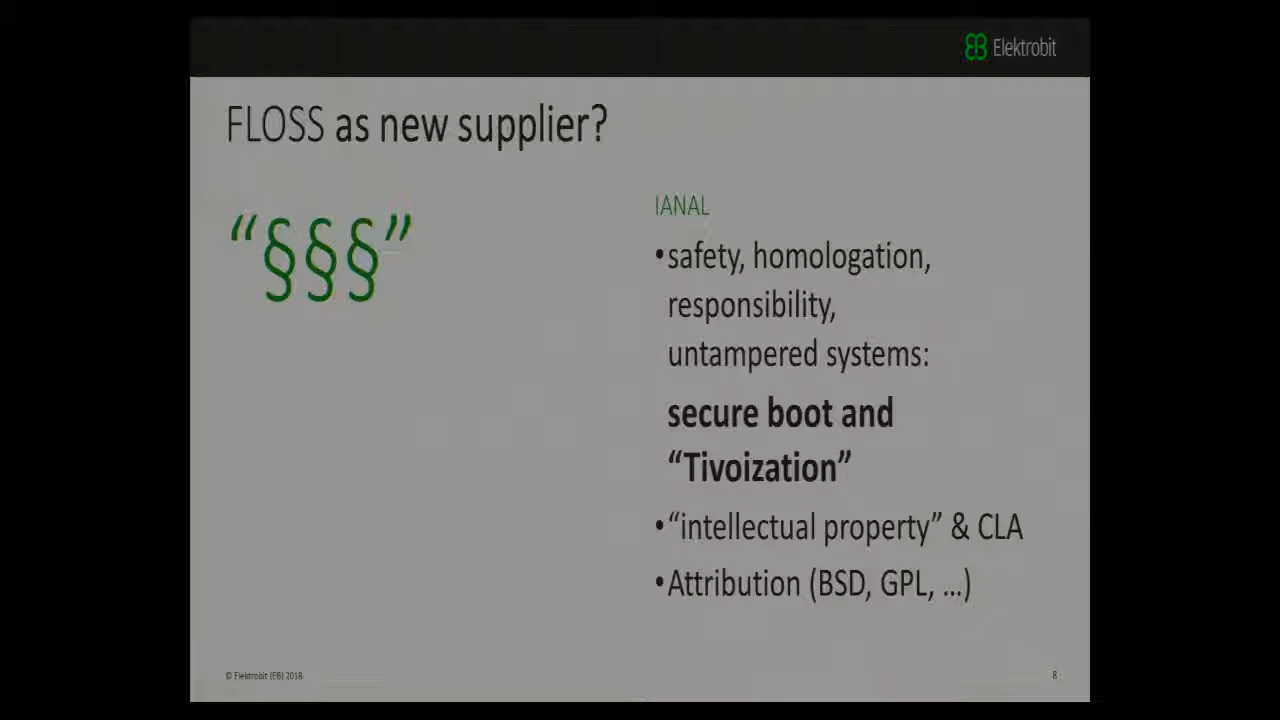 Elektrobit
FLOSS as new supplier?
“§§§”
IANAL
•safety, homologation,
responsibility,
untampered systems:
secure boot and
“Tivoization”
•“intellectual property” & CLA
•Attribution (BSD, GPL, ...)
© Elektrobit (EB) 2018
8